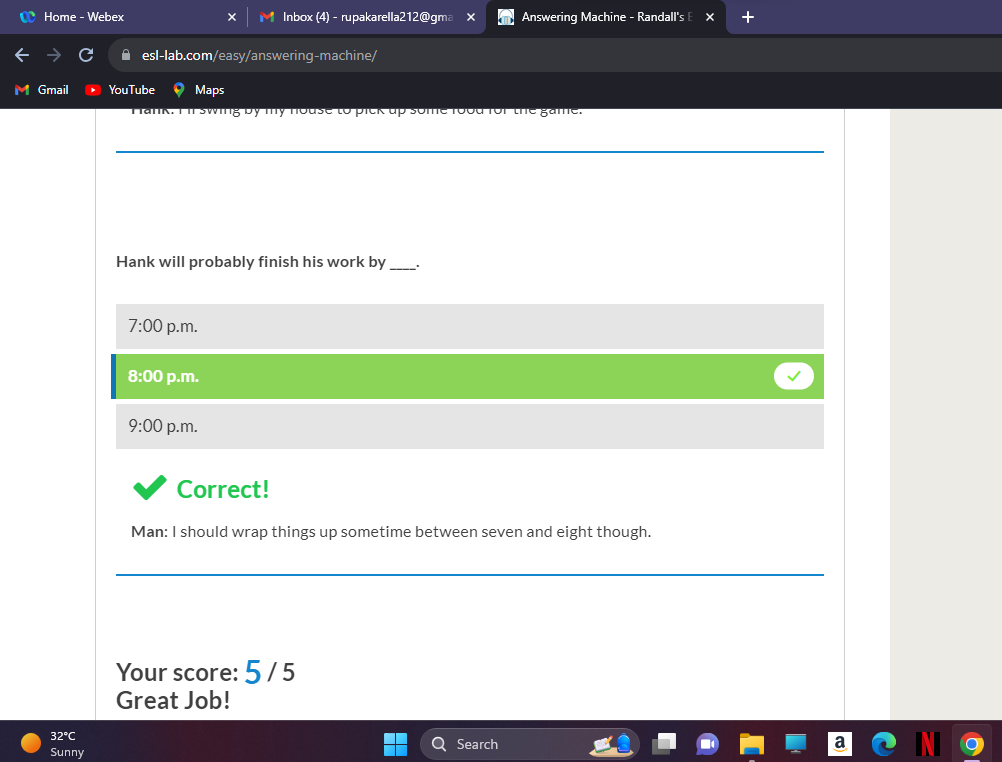 Home - Webex
Inbox (4) - rupakarella212@gma
Answering Machine - Randall's E
esl-lab.com/easy/answering-machine/
Gmail YouTube Maps
Hank: I'll swing by my house to pick up some food for the game.
Hank will probably finish his work by ____.
7:00 p.m.
8:00 p.m.
9:00 p.m.
Correct!
Man: I should wrap things up sometime between seven and eight though.
Your score: 5 / 5
Great Job!
32°C
Sunny
Search
a
N